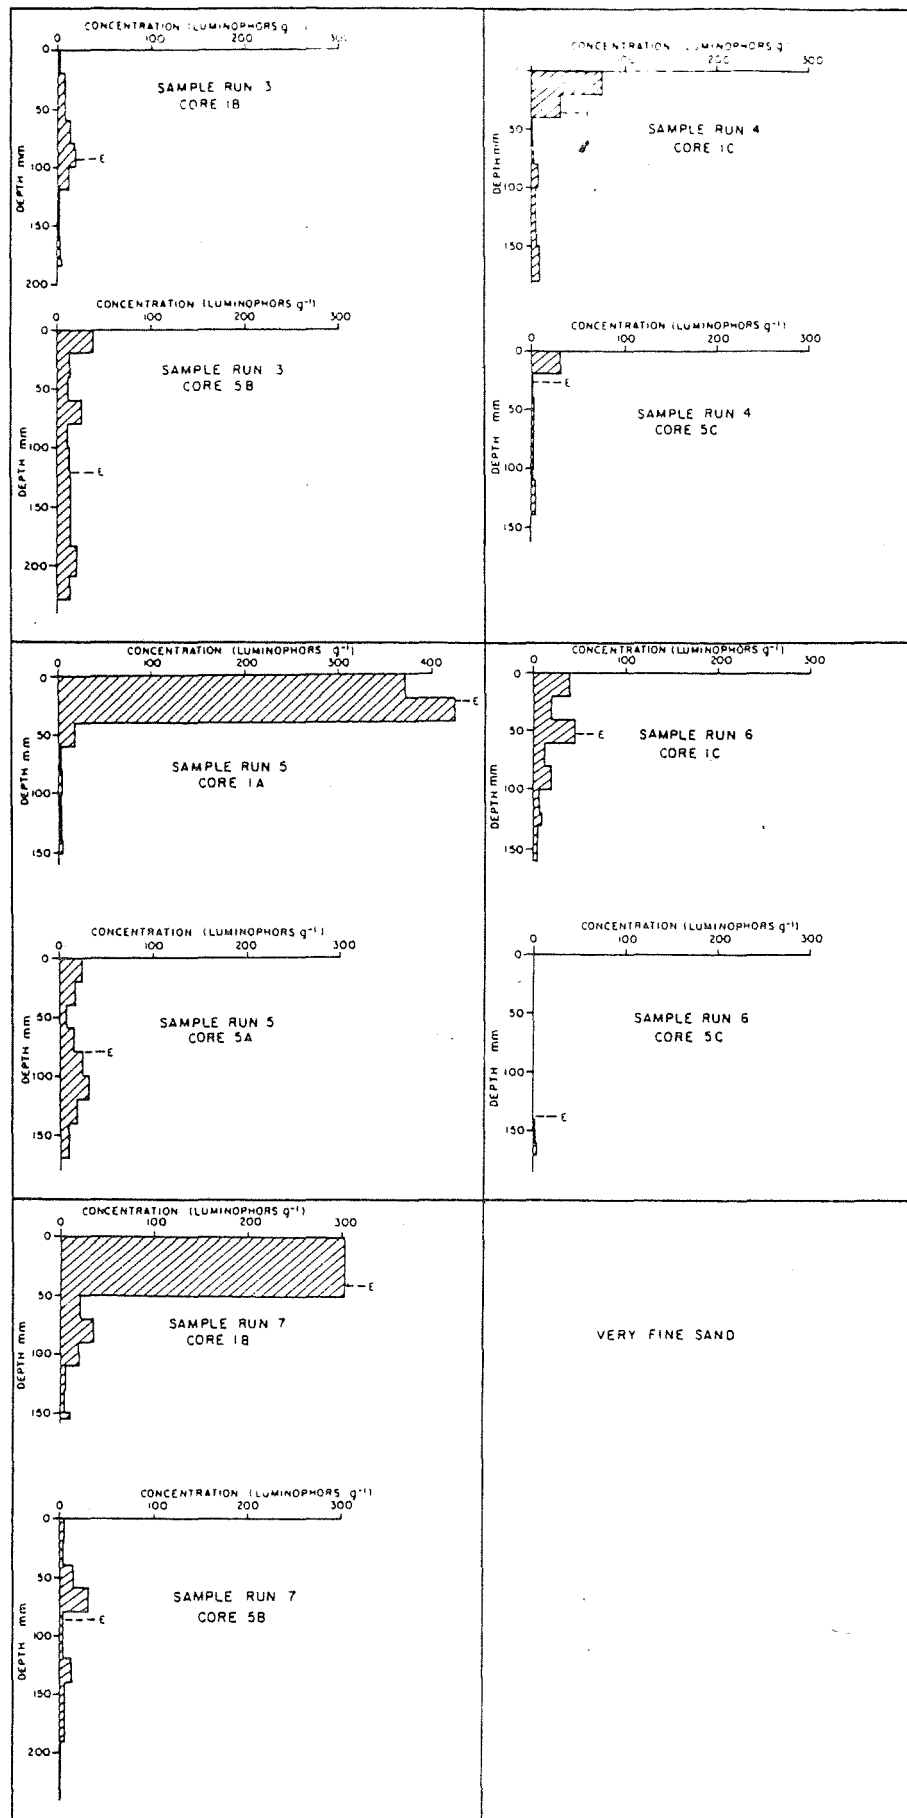 CONCENTRATION (LUMINOPHORS g
0 100 200
0
50
100
150
200
DEPTH mm
SAMPLE RUN 3
CORE 1B
E
CONCENTRATION (LUMINOPHORS g⁻¹)
0 100 200 300
0
50
100
150
200
DEPTH mm
SAMPLE RUN 3
CORE 5B
E
CONCENTRATION LUMINOPHORS g⁻
0 100 200 300
50
100
150
DEPTH mm
SAMPLE RUN 4
CORE 1C
CONCENTRATION (LUMINOPHORS g⁻¹)
0 100 200 300
0
50
100
150
DEPTH mm
SAMPLE RUN 4
CORE 5C
E
CONCENTRATION (LUMINOPHORS g⁻¹)
0 100 200 300 400
0
50
100
150
DEPTH mm
SAMPLE RUN 5
CORE 1A
E
CONCENTRATION (LUMINOPHORS g⁻¹)
0 100 200 300
0
50
100
150
DEPTH mm
SAMPLE RUN 5
CORE 5A
E
CONCENTRATION (LUMINOPHORS g⁻¹)
0 100 200 300
0
50
100
150
DEPTH mm
SAMPLE RUN 6
CORE 1C
E
CONCENTRATION (LUMINOPHORS g⁻¹)
0 100 200 300
0
50
100
150
DEPTH mm
SAMPLE RUN 6
CORE 5C
E
CONCENTRATION (LUMINOPHORS g⁻¹)
0 100 200 300
0
50
100
150
DEPTH mm
SAMPLE RUN 7
CORE 1B
E
CONCENTRATION (LUMINOPHORS g⁻¹)
0 100 200 300
0
50
100
150
200
DEPTH mm
SAMPLE RUN 7
CORE 5B
E
VERY FINE SAND